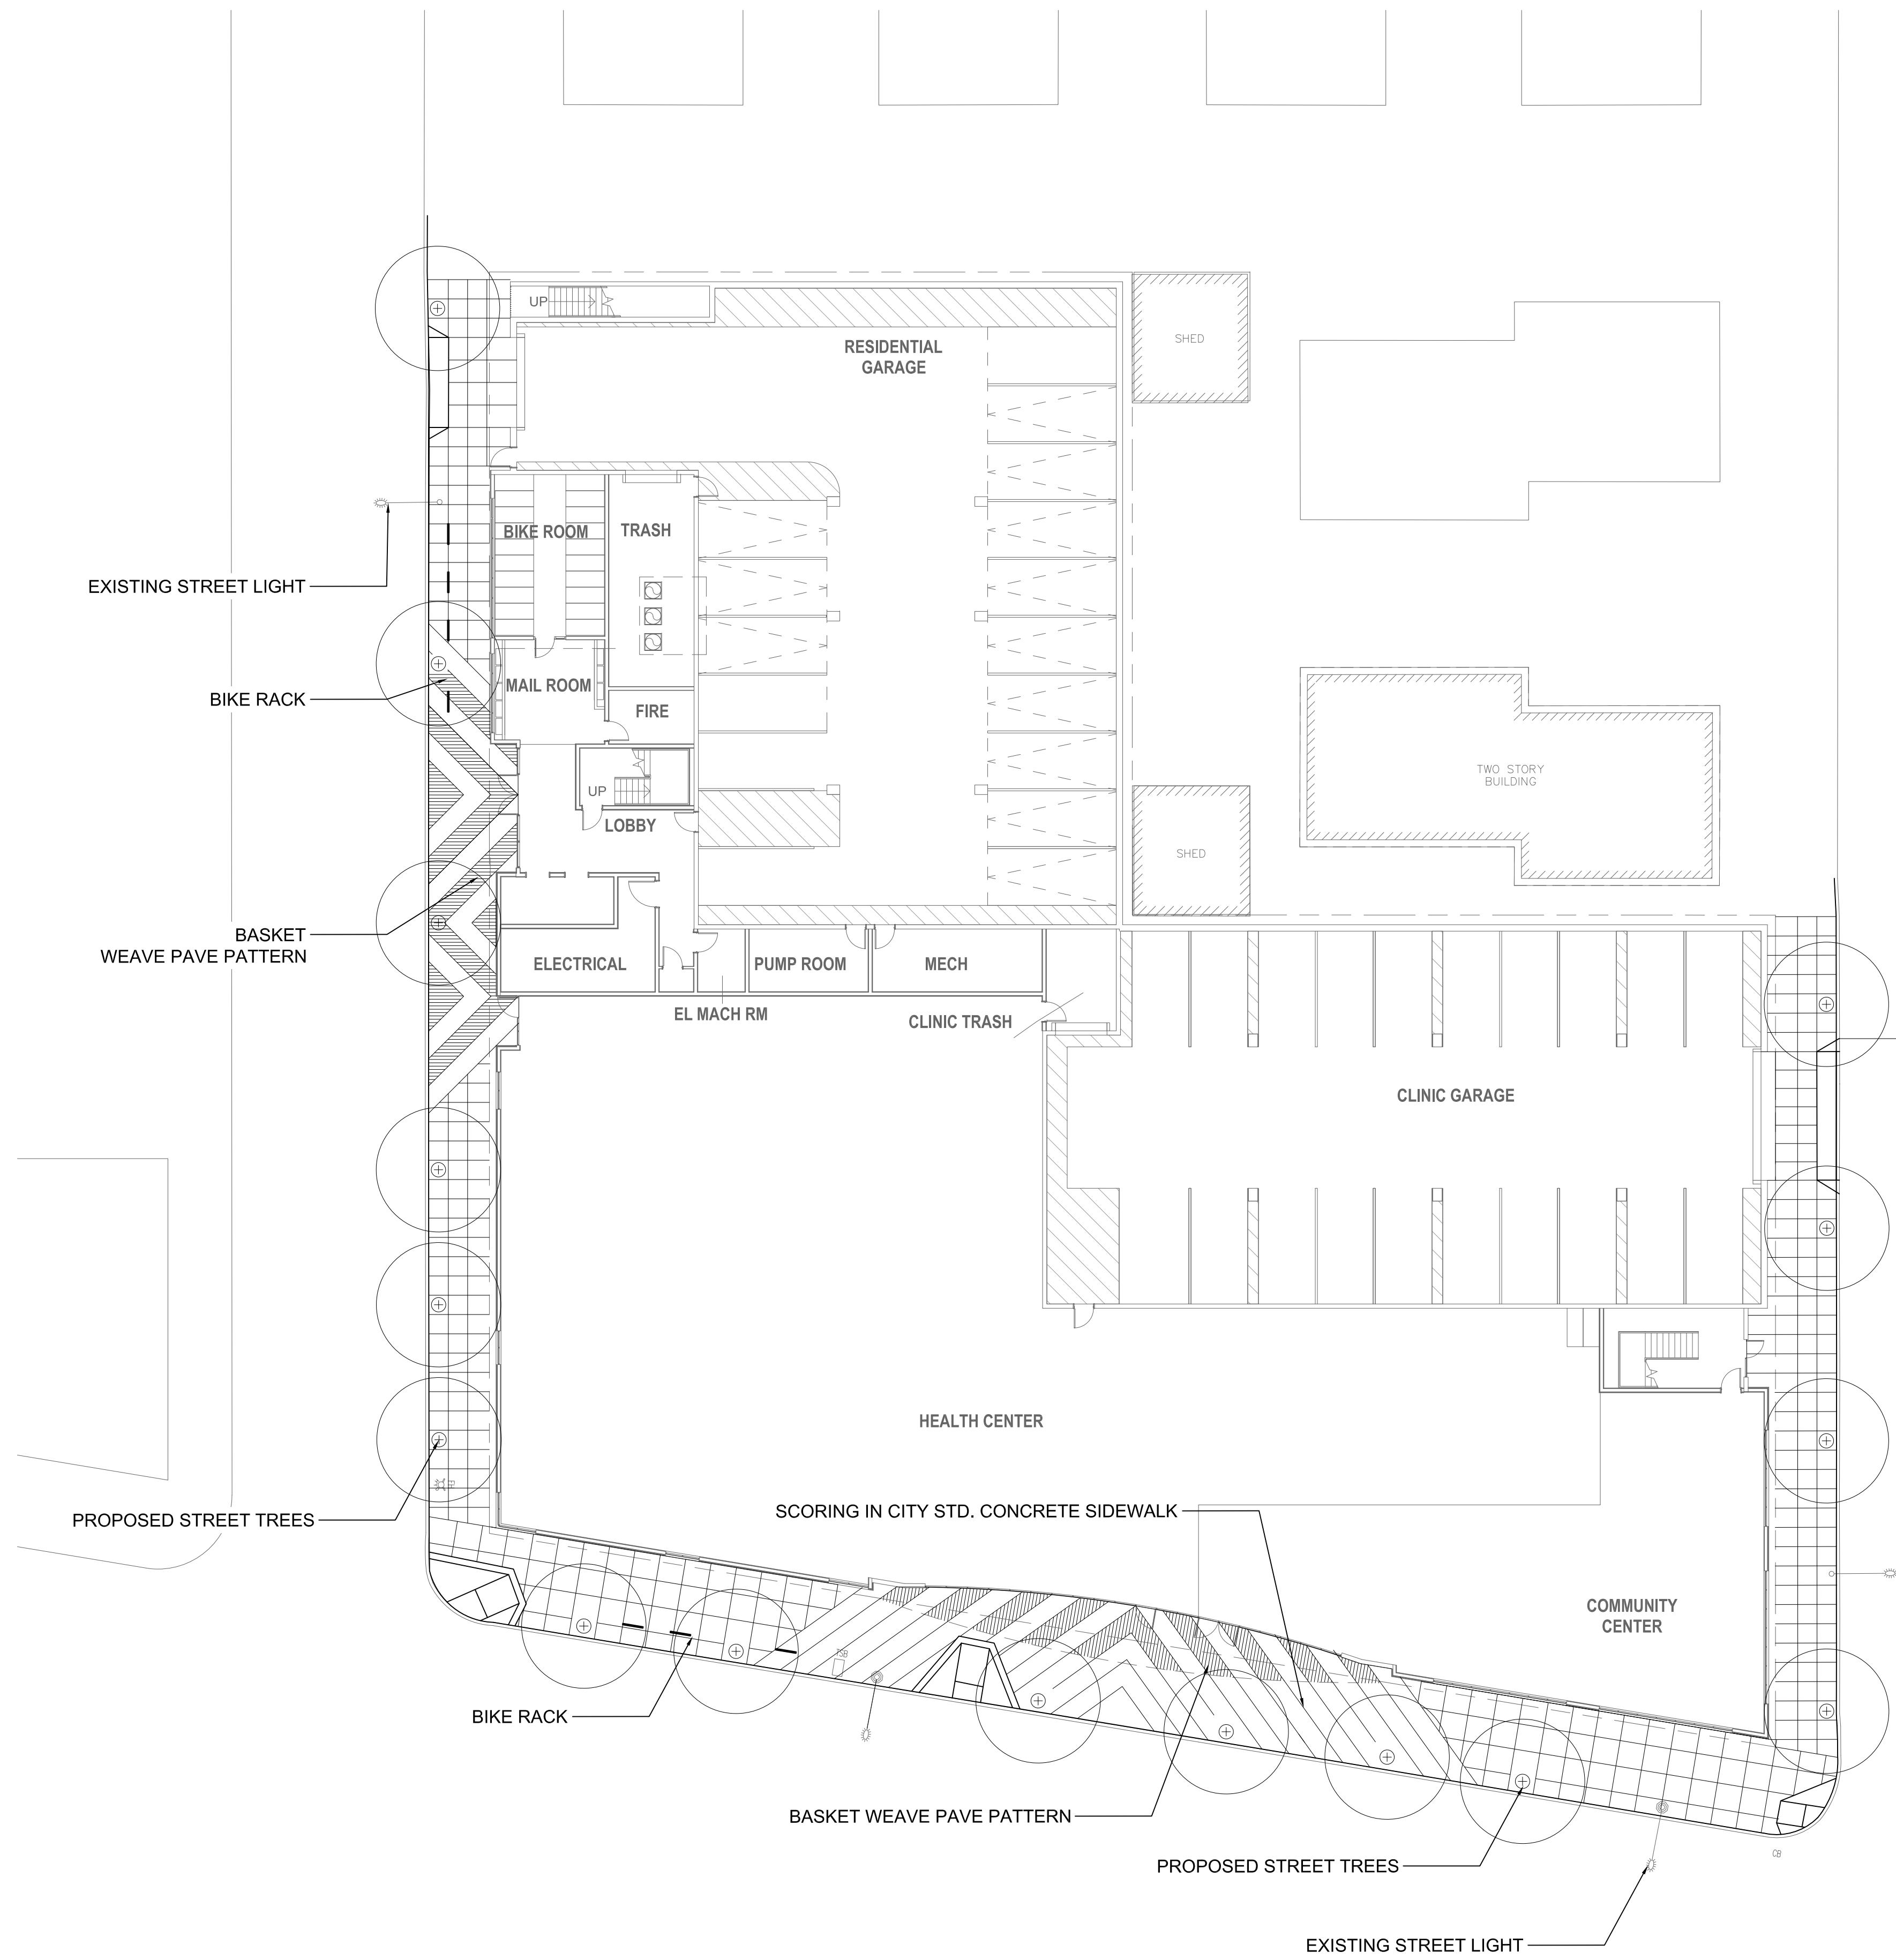 UP
RESIDENTIAL
GARAGE
SHED
BIKE ROOM
TRASH
EXISTING STREET LIGHT
MAIL ROOM
BIKE RACK
FIRE
TWO STORY
BUILDING
UP
LOBBY
SHED
BASKET
WEAVE PAVE PATTERN
ELECTRICAL
PUMP ROOM
MECH
EL MACH RM
CLINIC TRASH
CLINIC GARAGE
HEALTH CENTER
PROPOSED STREET TREES
SCORING IN CITY STD. CONCRETE SIDEWALK
COMMUNITY
CENTER
TSB
BIKE RACK
BASKET WEAVE PAVE PATTERN
PROPOSED STREET TREES
CB
EXISTING STREET LIGHT